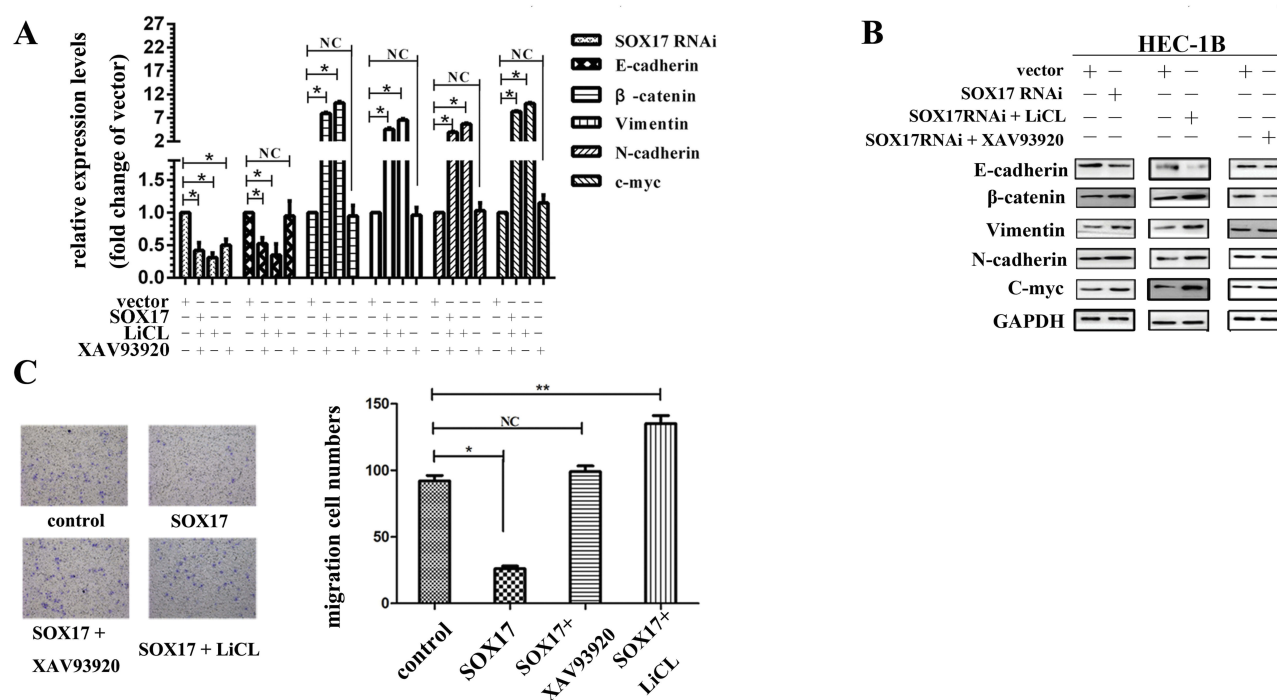 A
relative expression levels
(fold change of vector)
27
22
17
12
7
2
1.5
1.0
0.5
0.0
* * *
* * NC
* * NC
* * NC
* * NC
* * NC
SOX17 RNAi
E-cadherin
β -catenin
Vimentin
N-cadherin
c-myc
vector + - - - + - - - + - - - + - - - + - - - + - - -
SOX17 - + + + - + + + - + + + - + + + - + + + - + + +
LiCL
XAV93920
B
HEC-1B
vector + − + − + −
SOX17 RNAi − + − − − −
SOX17RNAi + LiCL − − − + − −
SOX17RNAi + XAV93920 − − − − − +
E-cadherin
β-catenin
Vimentin
N-cadherin
C-myc
GAPDH
C
control
SOX17
SOX17 +
XAV93920
SOX17 + LiCL
migration cell numbers
150
100
50
0
**
NC
*
control
SOX17
SOX17+
XAV93920
SOX17+
LiCL